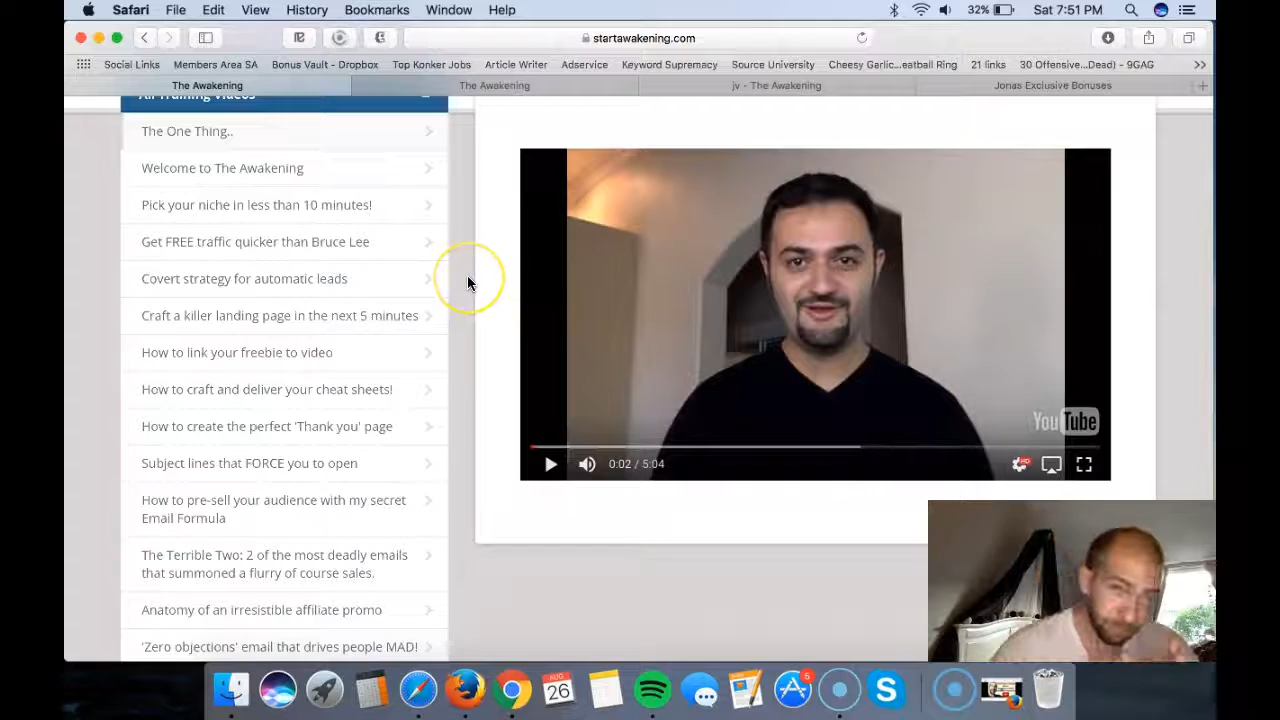 Safari File Edit View History Bookmarks Window Help 32% Sat 7:51 PM
startawakening.com
Social Links Members Area SA Bonus Vault - Dropbox Top Konker Jobs Article Writer Adservice Keyword Supremacy Source University Cheesy Garlic...eatball Ring 21 links 30 Offensive...Dead) - 9GAG
The Awakening The Awakening jv - The Awakening Jonas Exclusive Bonuses
All Training Videos
The One Thing..
Welcome to The Awakening
Pick your niche in less than 10 minutes!
Get FREE traffic quicker than Bruce Lee
Covert strategy for automatic leads
Craft a killer landing page in the next 5 minutes
How to link your freebie to video
How to craft and deliver your cheat sheets!
How to create the perfect 'Thank you' page
Subject lines that FORCE you to open
How to pre-sell your audience with my secret
Email Formula
The Terrible Two: 2 of the most deadly emails
that summoned a flurry of course sales.
Anatomy of an irresistible affiliate promo
'Zero objections' email that drives people MAD!
YouTube
0:02 / 5:04
HD
AUG
26
5